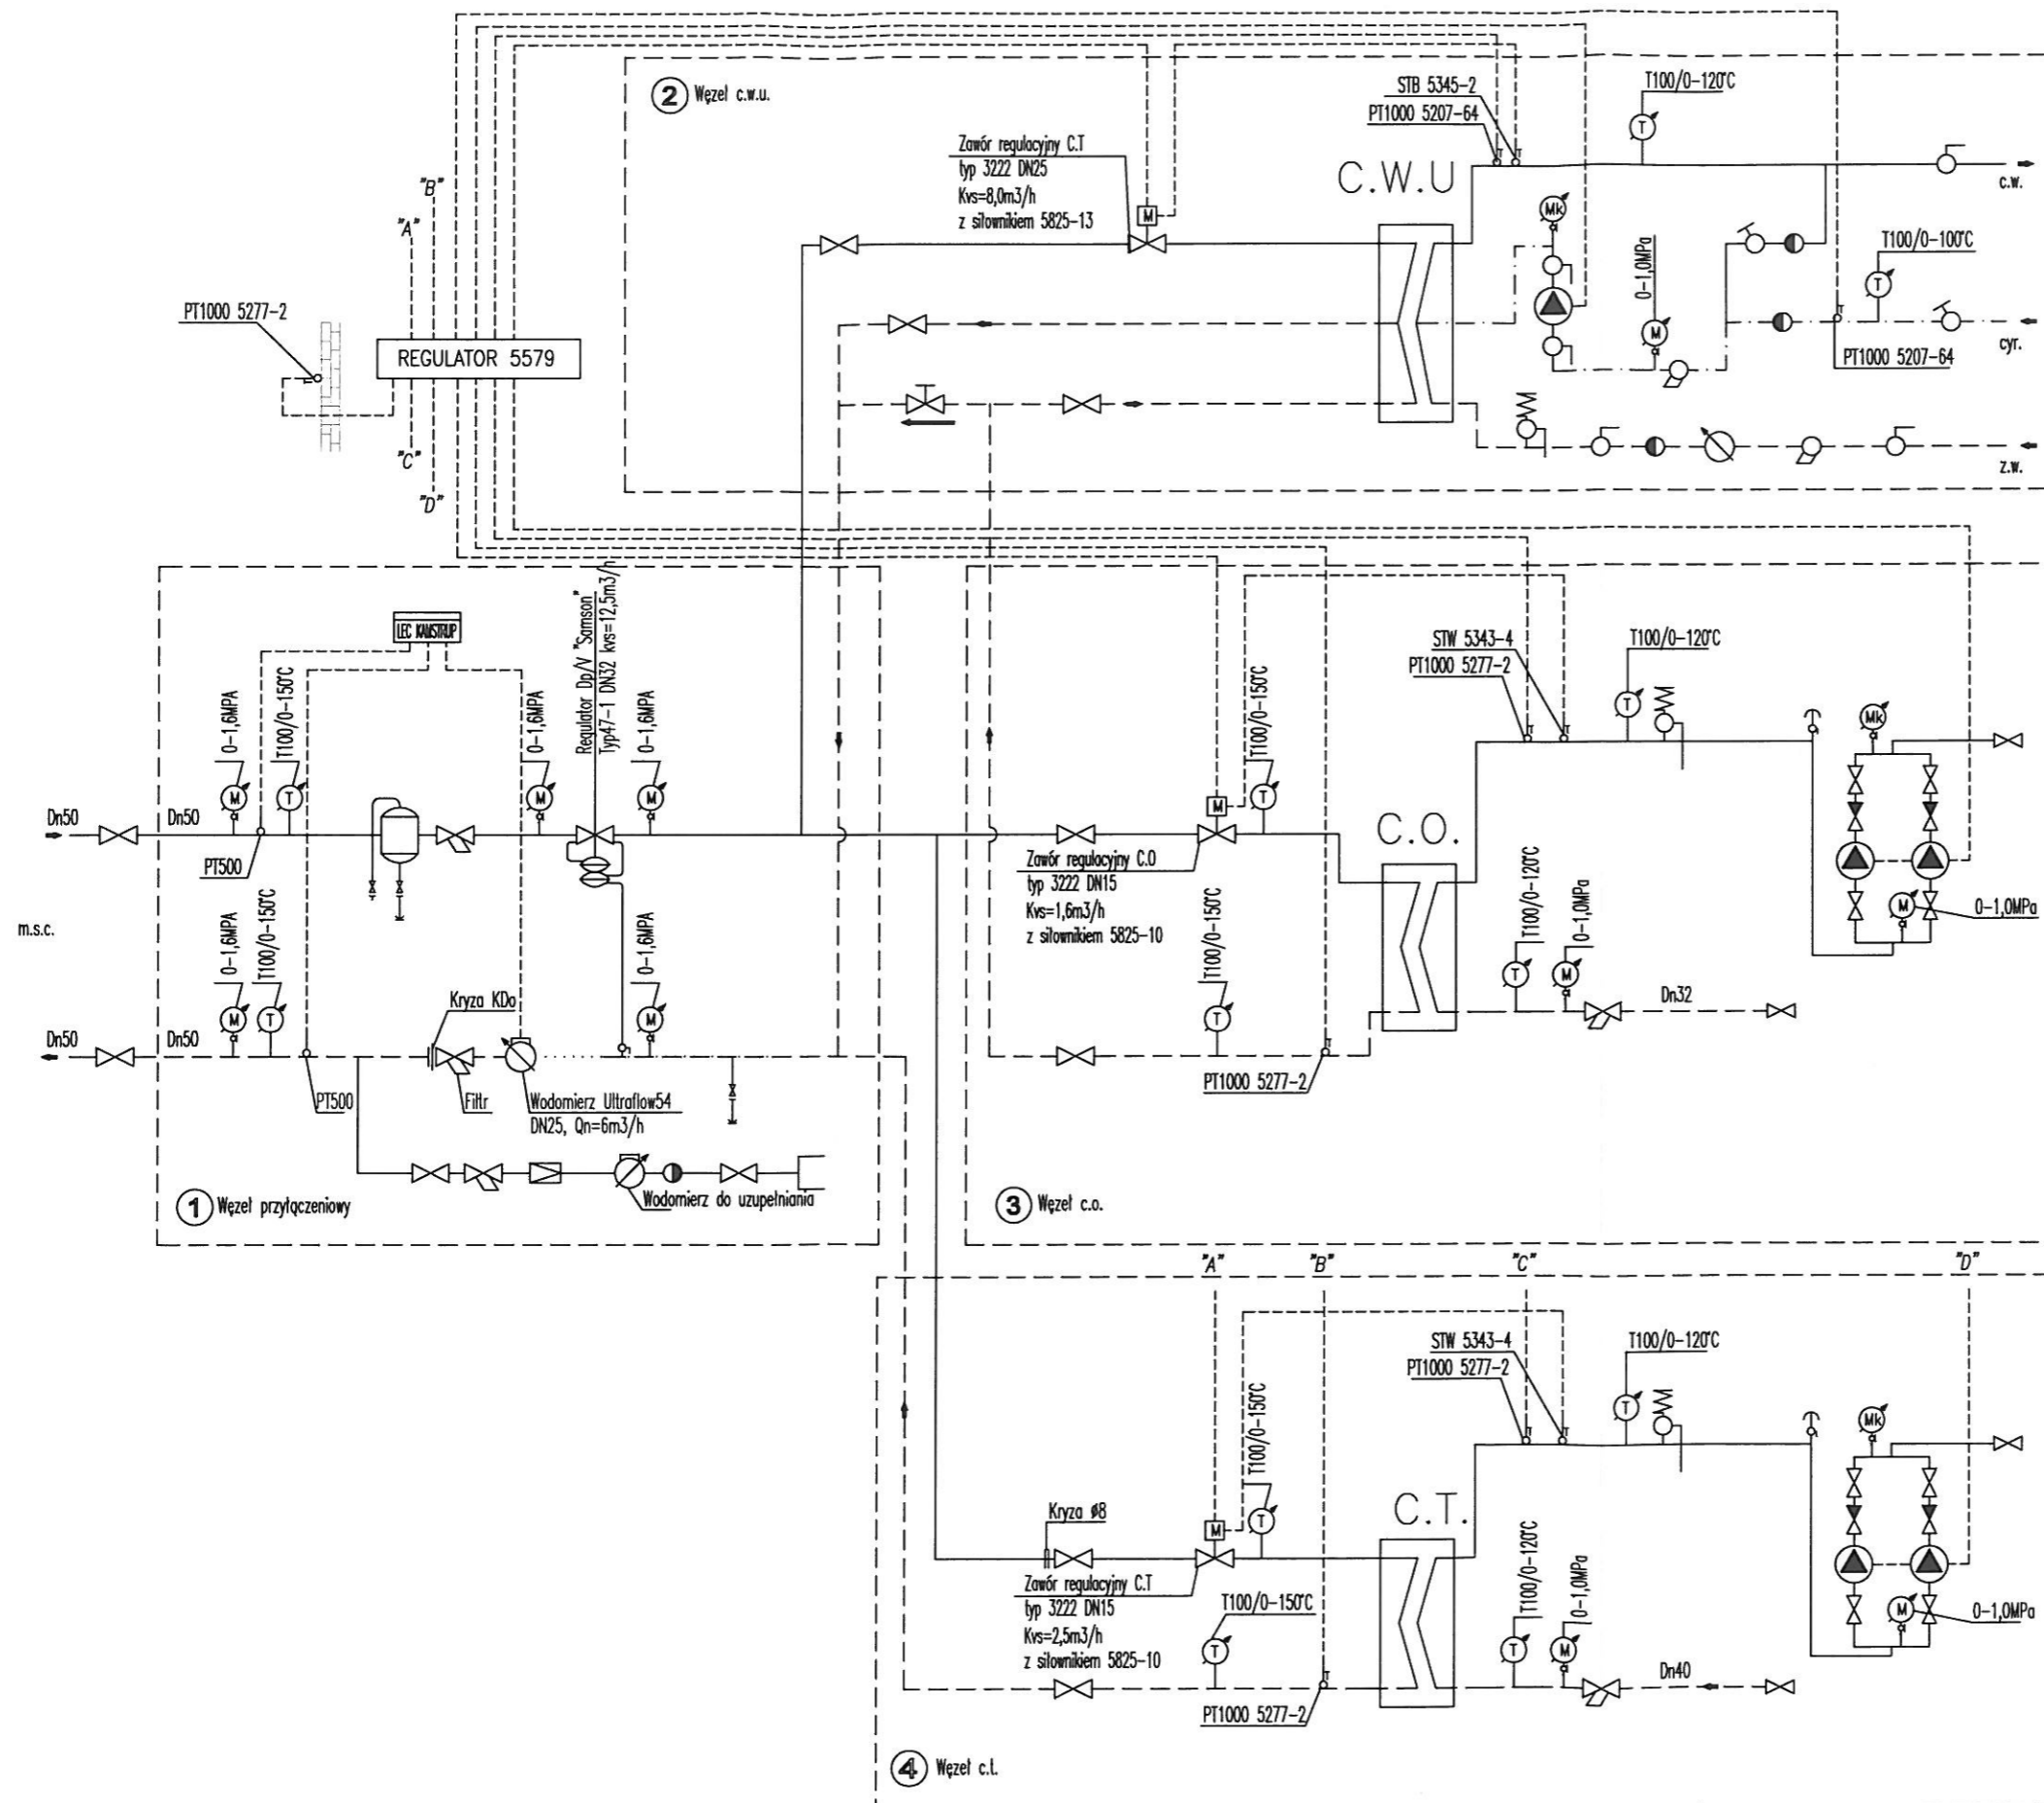 2 Węzeł c.w.u.
STB 5345-2
PT1000 5207-64
T100/0-120°C
Zawór regulacyjny C.T
typ 3222 DN25
Kvs=8,0m3/h
z siłownikiem 5825-13
C.W.U
M
T
c.w.
Mk
0-1,0MPa
M
T100/0-100°C
T
cyr.
PT1000 5207-64
z.w.
"B"
"A"
PT1000 5277-2
REGULATOR 5579
"C"
"D"
LEC KAMSTRUP
0-1,6MPA
T100/0-150°C
0-1,6MPA
Regulator Dp/V "Samson"
Typ47-1 DN32 kvs=12,5m3/h
0-1,6MPA
M
T
M
M
Dn50
Dn50
PT500
m.s.c.
0-1,6MPA
T100/0-150°C
0-1,6MPA
Kryza KDa
M
T
M
Dn50
Dn50
PT500
Filtr
Wodomierz Ultraflow54
DN25, Qn=6m3/h
Wodomierz do uzupełniania
1 Węzeł przyłączeniowy
STW 5343-4
PT1000 5277-2
T100/0-120°C
T100/0-150°C
T
Mk
M
T
C.O.
Zawór regulacyjny C.O
typ 3222 DN15
Kvs=1,6m3/h
z siłownikiem 5825-10
T100/0-150°C
T100/0-120°C
0-1,0MPa
M
0-1,0MPa
T
M
T
Dn32
PT1000 5277-2
3 Węzeł c.o.
"A"
"B"
"C"
"D"
STW 5343-4
PT1000 5277-2
T100/0-120°C
T100/0-150°C
T
Mk
Kryza ø8
M
T
C.T.
Zawór regulacyjny C.T
typ 3222 DN15
Kvs=2,5m3/h
z siłownikiem 5825-10
T100/0-150°C
T100/0-120°C
0-1,0MPa
M
0-1,0MPa
T
T
M
Dn40
PT1000 5277-2
4 Węzeł c.t.